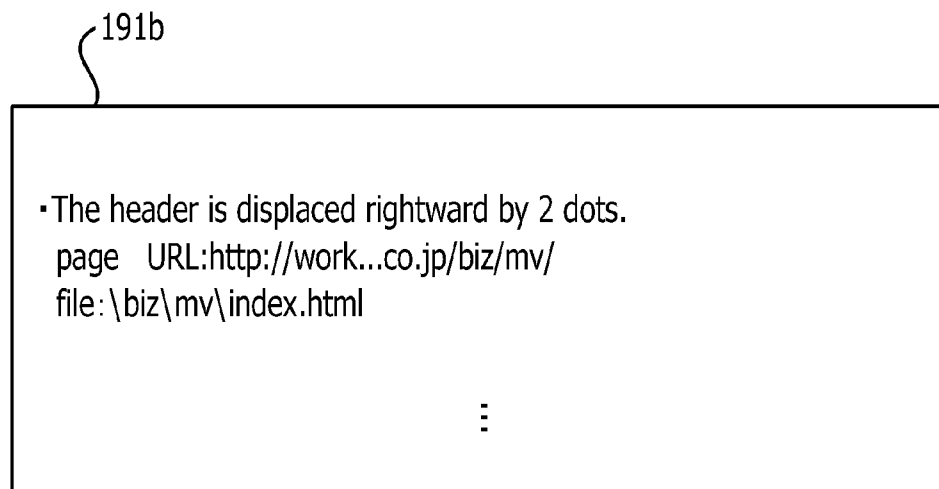 191b
·The header is displaced rightward by 2 dots.
page URL:http://work...co.jp/biz/mv/
file:\biz\mv\index.html
⋮